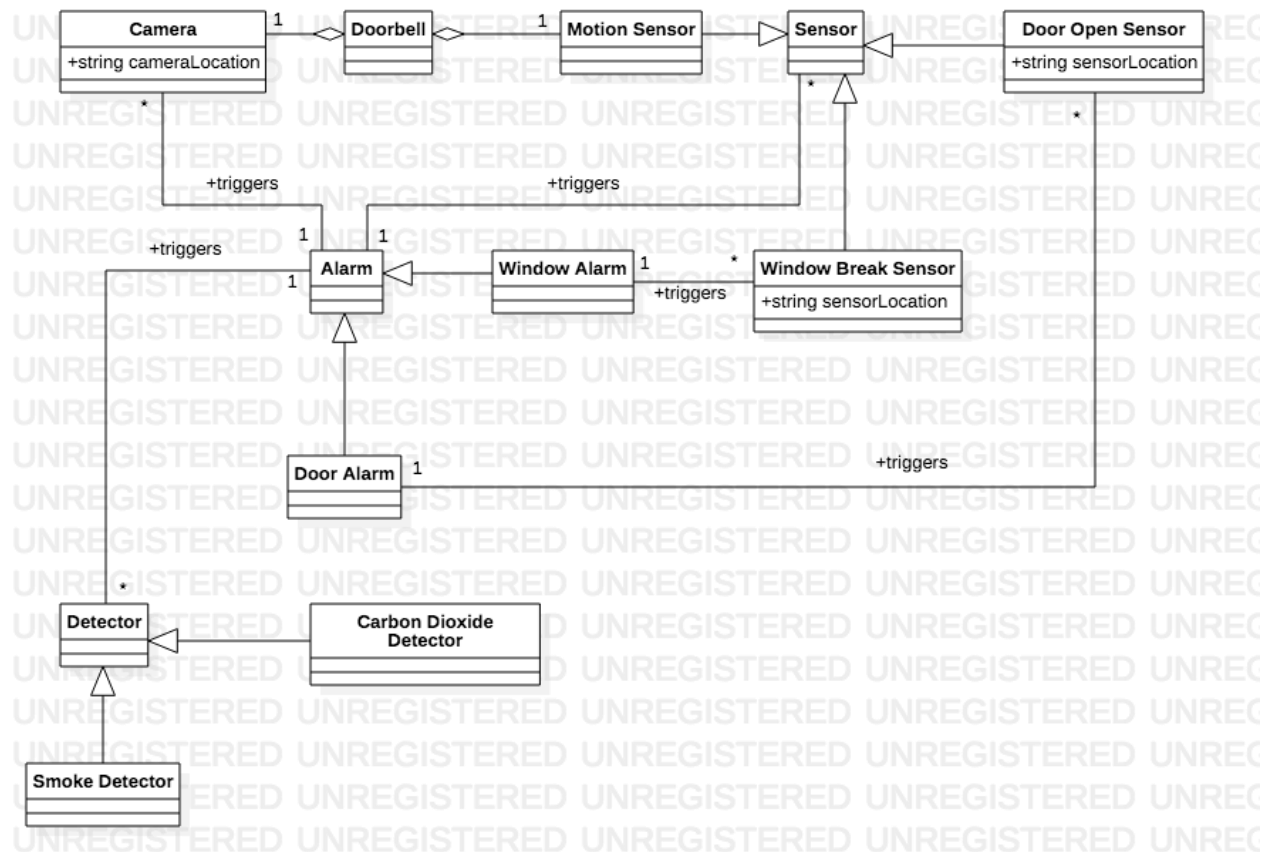 Camera
+string cameraLocation
1
Doorbell
1
Motion Sensor
Sensor
Door Open Sensor
+string sensorLocation
*
*
*
+triggers
+triggers
1
1
+triggers
1
Alarm
Window Alarm
1
*
+triggers
Window Break Sensor
+string sensorLocation
Door Alarm
1
+triggers
*
Detector
Carbon Dioxide
Detector
Smoke Detector
UNREGISTERED